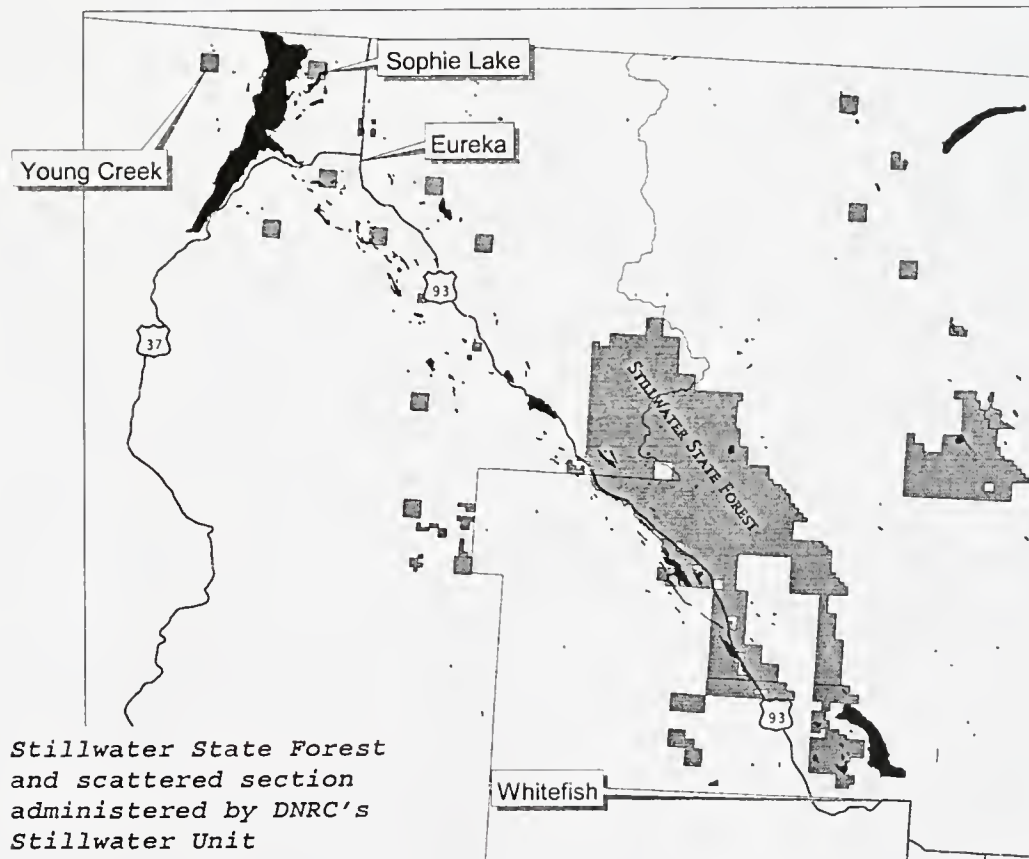 Sophie Lake
Eureka
Young Creek
93
37
STILLWATER STATE FOREST
93
Whitefish
Stillwater State Forest
and scattered section
administered by DNRC's
Stillwater Unit